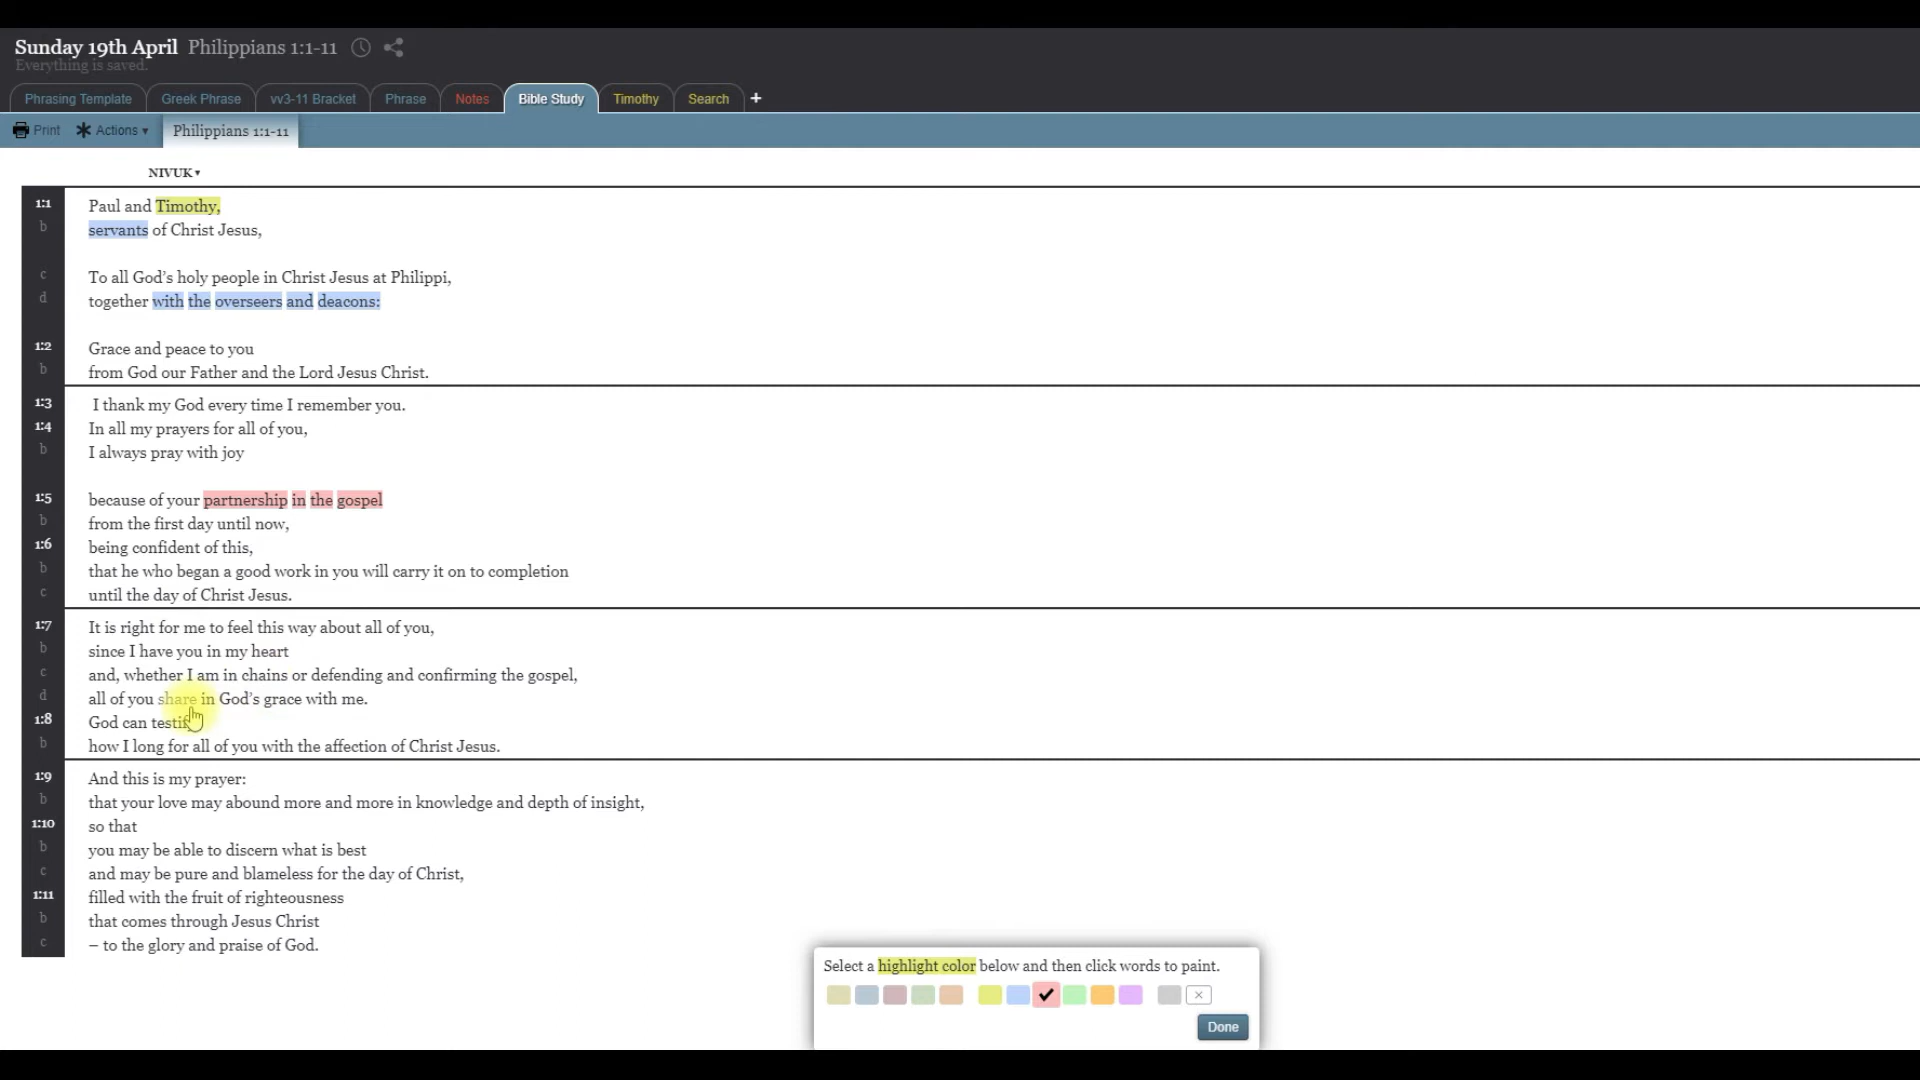 Sunday 19th April Philippians 1:1-11
Everything is saved.
Phrasing Template Greek Phrase vv3-11 Bracket Phrase Notes Bible Study Timothy Search +
Print Actions ▾ Philippians 1:1-11
NIVUK▾
1:1 Paul and Timothy,
b servants of Christ Jesus,
c To all God’s holy people in Christ Jesus at Philippi,
d together with the overseers and deacons:
1:2 Grace and peace to you
b from God our Father and the Lord Jesus Christ.
1:3 I thank my God every time I remember you.
1:4 In all my prayers for all of you,
b I always pray with joy
1:5 because of your partnership in the gospel
b from the first day until now,
1:6 being confident of this,
b that he who began a good work in you will carry it on to completion
c until the day of Christ Jesus.
1:7 It is right for me to feel this way about all of you,
b since I have you in my heart
c and, whether I am in chains or defending and confirming the gospel,
d all of you share in God’s grace with me.
1:8 God can testify
b how I long for all of you with the affection of Christ Jesus.
1:9 And this is my prayer:
b that your love may abound more and more in knowledge and depth of insight,
1:10 so that
b you may be able to discern what is best
c and may be pure and blameless for the day of Christ,
1:11 filled with the fruit of righteousness
b that comes through Jesus Christ
c – to the glory and praise of God.
Select a highlight color below and then click words to paint.
Done